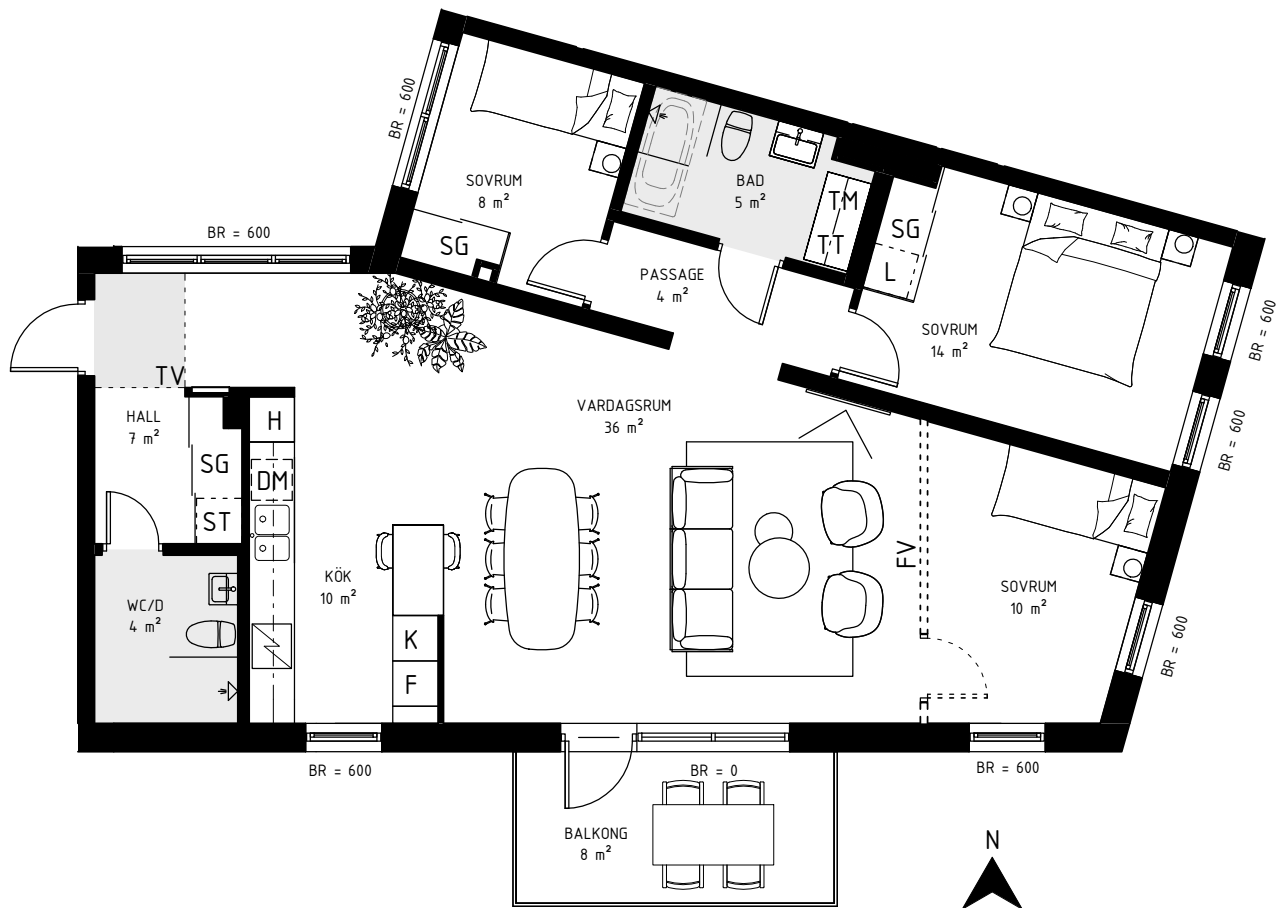 BR = 600
SOVRUM
8 m²
SG
BAD
5 m²
TM
TT
SG
L
PASSAGE
4 m²
SOVRUM
14 m²
BR = 600
BR = 600
BR = 600
TV
HALL
7 m²
SG
ST
H
DM
VARDAGSRUM
36 m²
KÖK
10 m²
K
F
WC/D
4 m²
FV
SOVRUM
10 m²
BR = 600
BR = 600
BR = 0
BR = 600
BALKONG
8 m²
N